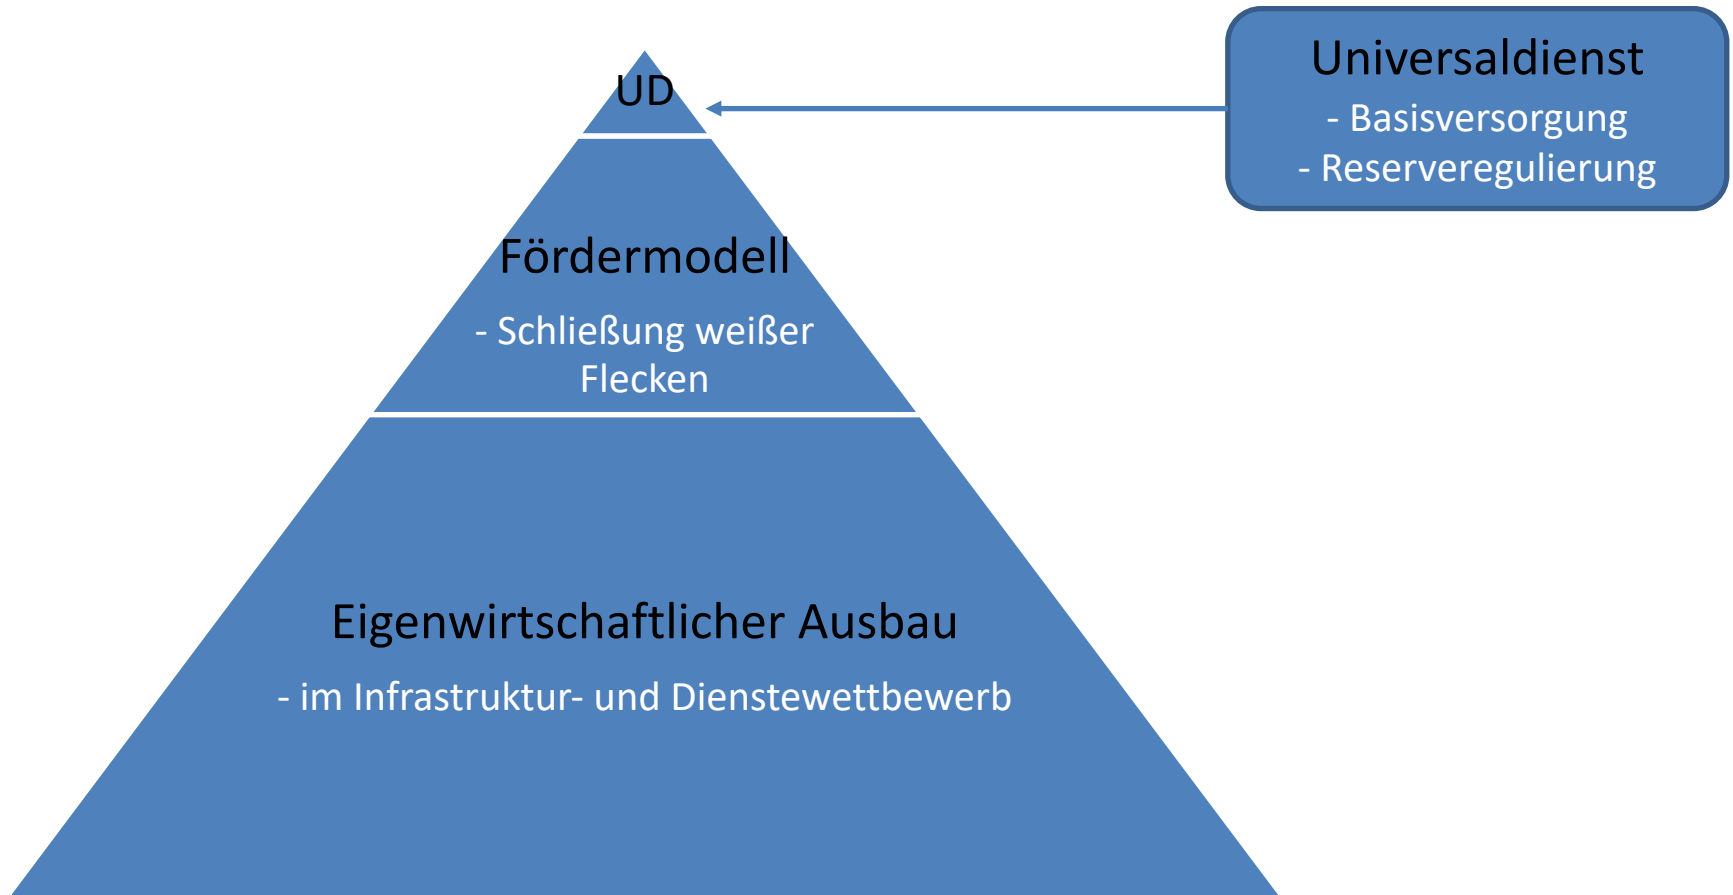 UD
Universaldienst
- Basisversorgung
- Reserveregulierung
Fördermodell
- Schließung weißer
Flecken
Eigenwirtschaftlicher Ausbau
- im Infrastruktur- und Dienstewettbewerb